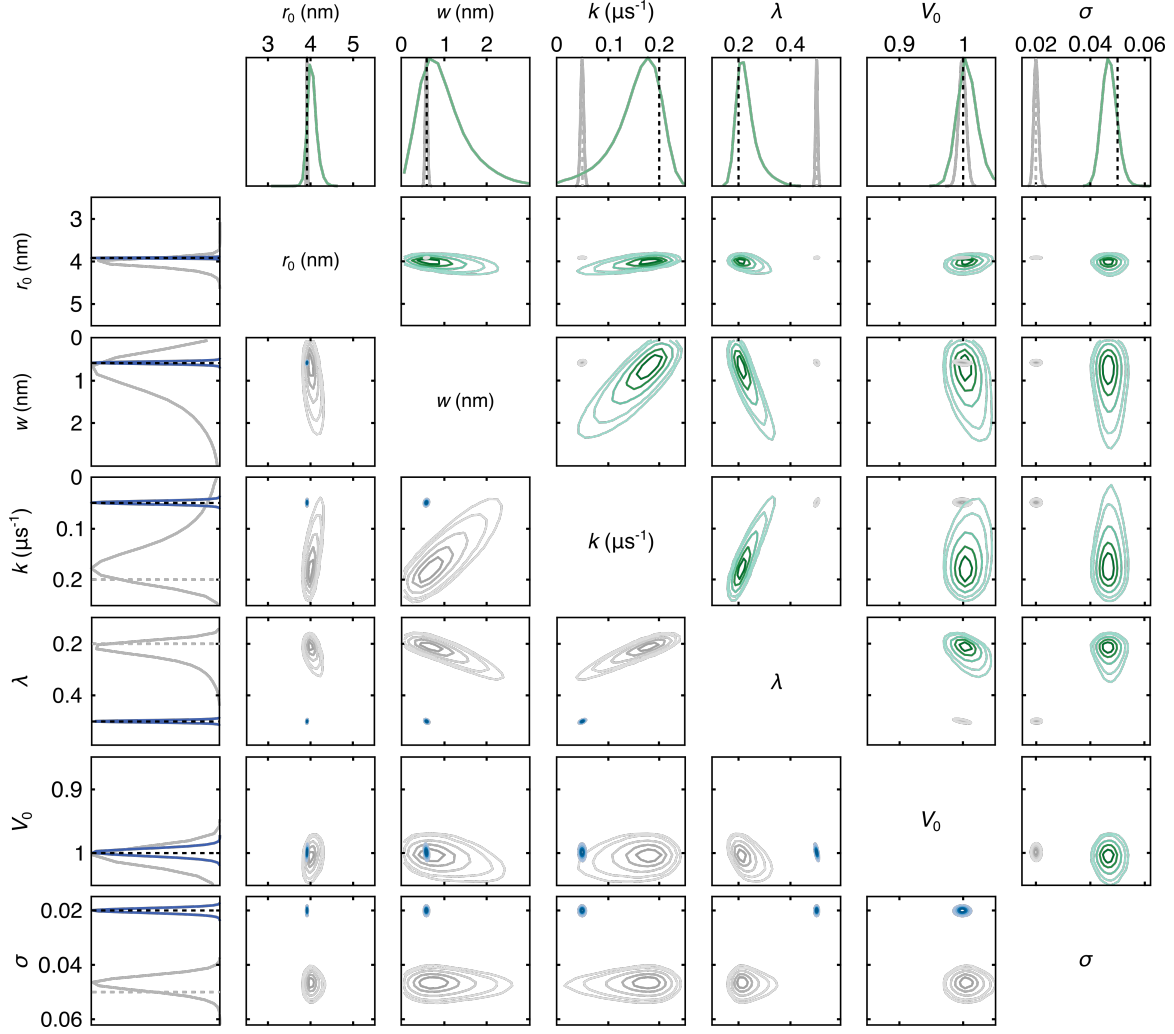 r₀ (nm) w (nm) k (µs⁻¹) λ V₀ σ
3 4 5 0 1 2 0 0.2 0.2 0.4 0.9 1 0.02 0.04 0.06
r₀ (nm)
3
4
5
r₀ (nm)
w (nm)
0
1
2
w (nm)
k (µs⁻¹)
0
0.1
0.2
k (µs⁻¹)
λ
0.2
0.4
λ
V₀
0.9
1
V₀
σ
0.02
0.04
0.06
σ